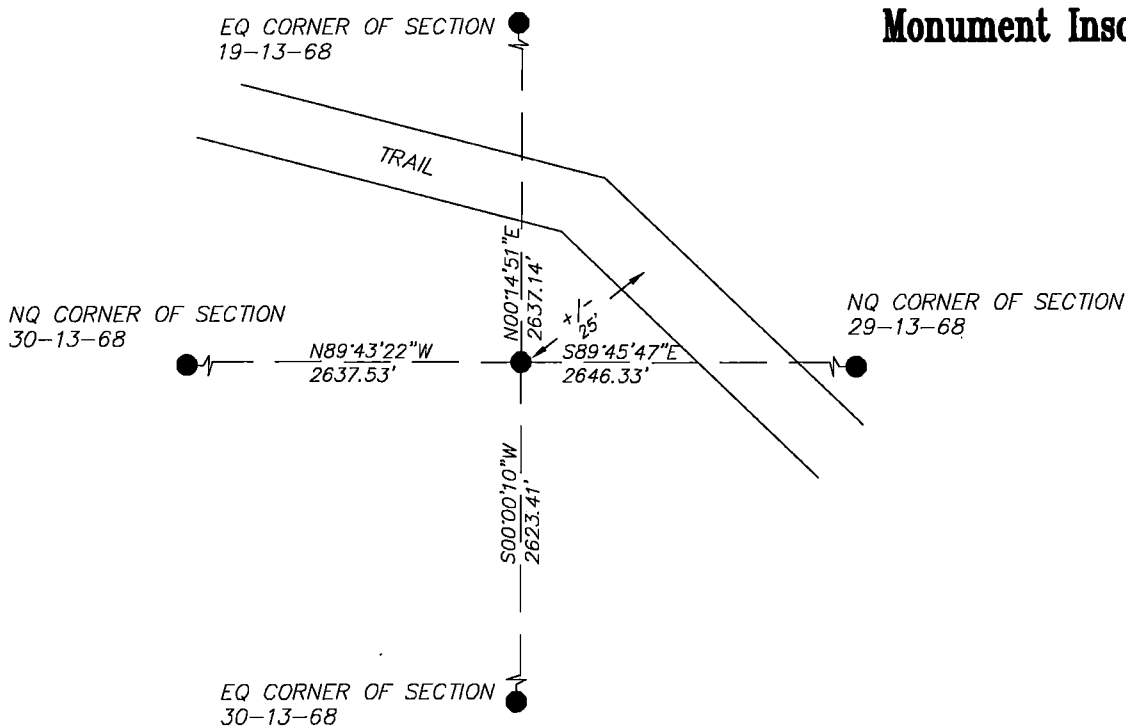 Monument Insc
EQ CORNER OF SECTION
19-13-68
TRAIL
N00°14'51"E
2637.14'
NQ CORNER OF SECTION
30-13-68
NQ CORNER OF SECTION
29-13-68
+/-
25'
N89°43'22"W
2637.53'
S89°45'47"E
2646.33'
S00°00'10"W
2623.41'
EQ CORNER OF SECTION
30-13-68